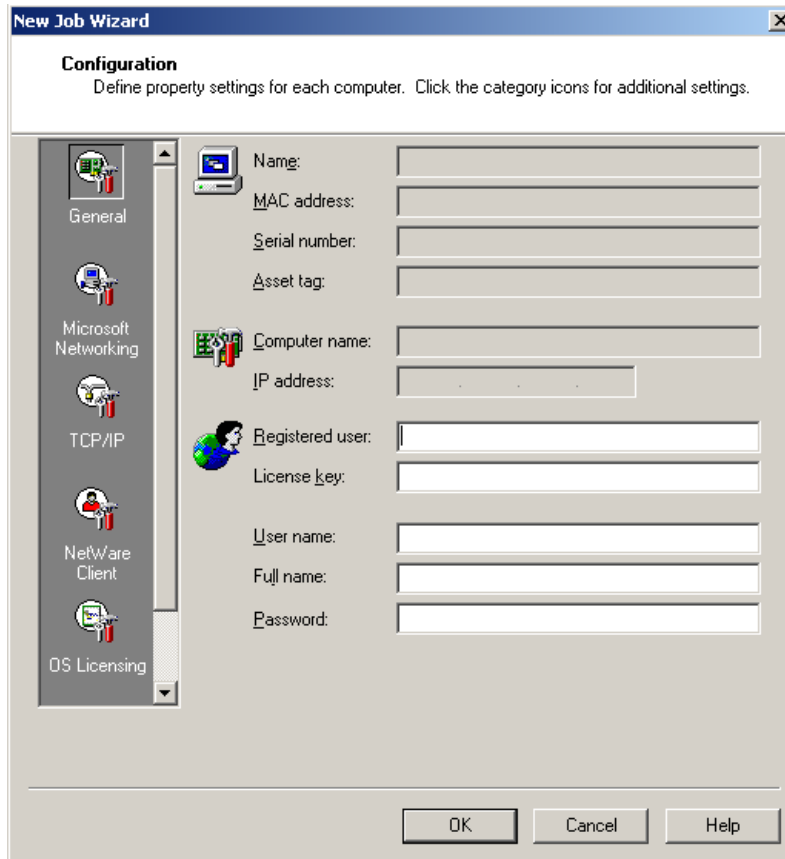 New Job Wizard
Configuration
Define property settings for each computer. Click the category icons for additional settings.
General
Microsoft
Networking
TCP/IP
NetWare
Client
OS Licensing
Name:
MAC address:
Serial number:
Asset tag:
Computer name:
IP address:
Registered user:
License key:
User name:
Full name:
Password:
OK
Cancel
Help